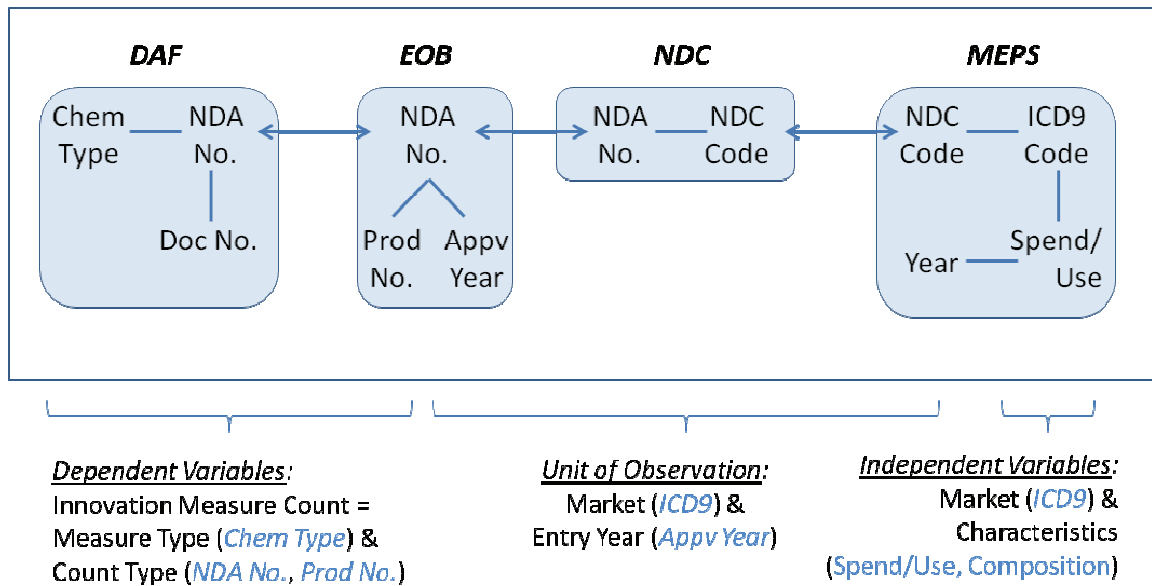 DAF
EOB
NDC
MEPS
Chem
Type
NDA
No.
Doc No.
NDA
No.
Prod
No.
Appv
Year
NDA
No.
NDC
Code
NDC
Code
ICD9
Code
Year
Spend/
Use
Dependent Variables:
Innovation Measure Count =
Measure Type (Chem Type) &
Count Type (NDA No., Prod No.)
Unit of Observation:
Market (ICD9) &
Entry Year (Appv Year)
Independent Variables:
Market (ICD9) &
Characteristics
(Spend/Use, Composition)